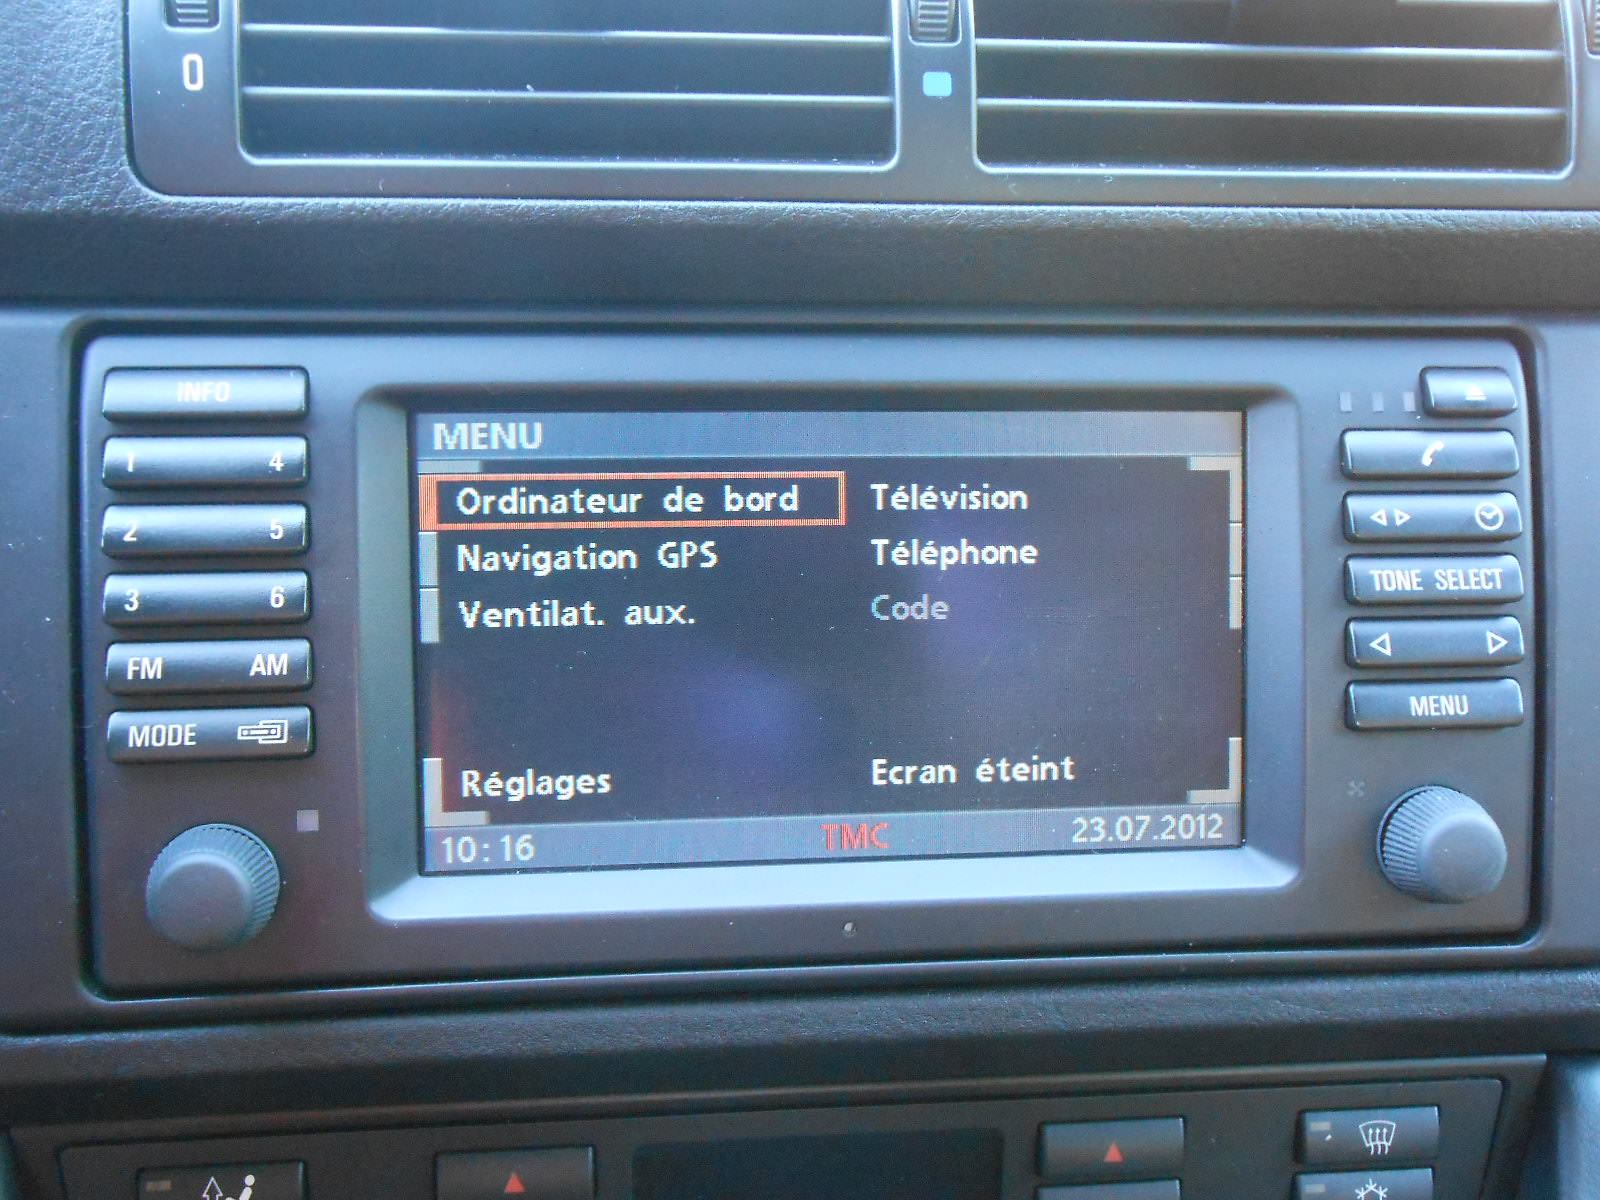 0
INFO
1 4
2 5
3 6
FM AM
MODE
MENU
Ordinateur de bord
Navigation GPS
Ventilat. aux.
Télévision
Téléphone
Code
Réglages
Ecran éteint
10:16
TMC
23.07.2012
TONE SELECT
MENU